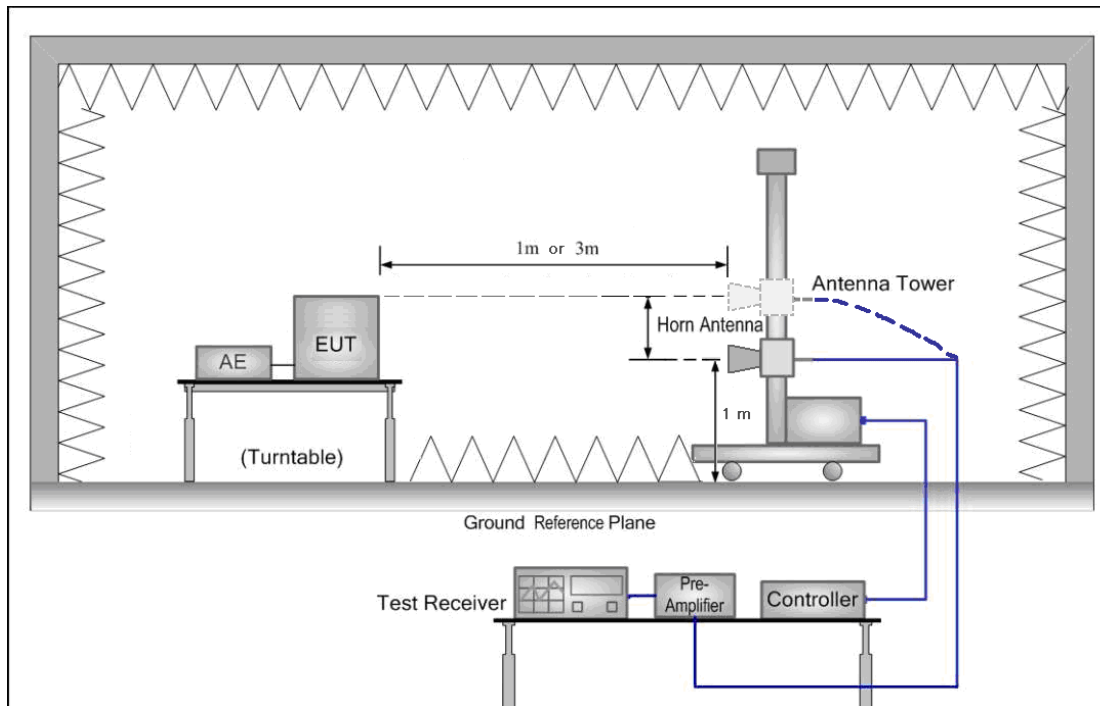 1m or 3m
Antenna Tower
Horn Antenna
EUT
AE
1 m
(Turntable)
Ground Reference Plane
Test Receiver
Pre-
Amplifier
Controller